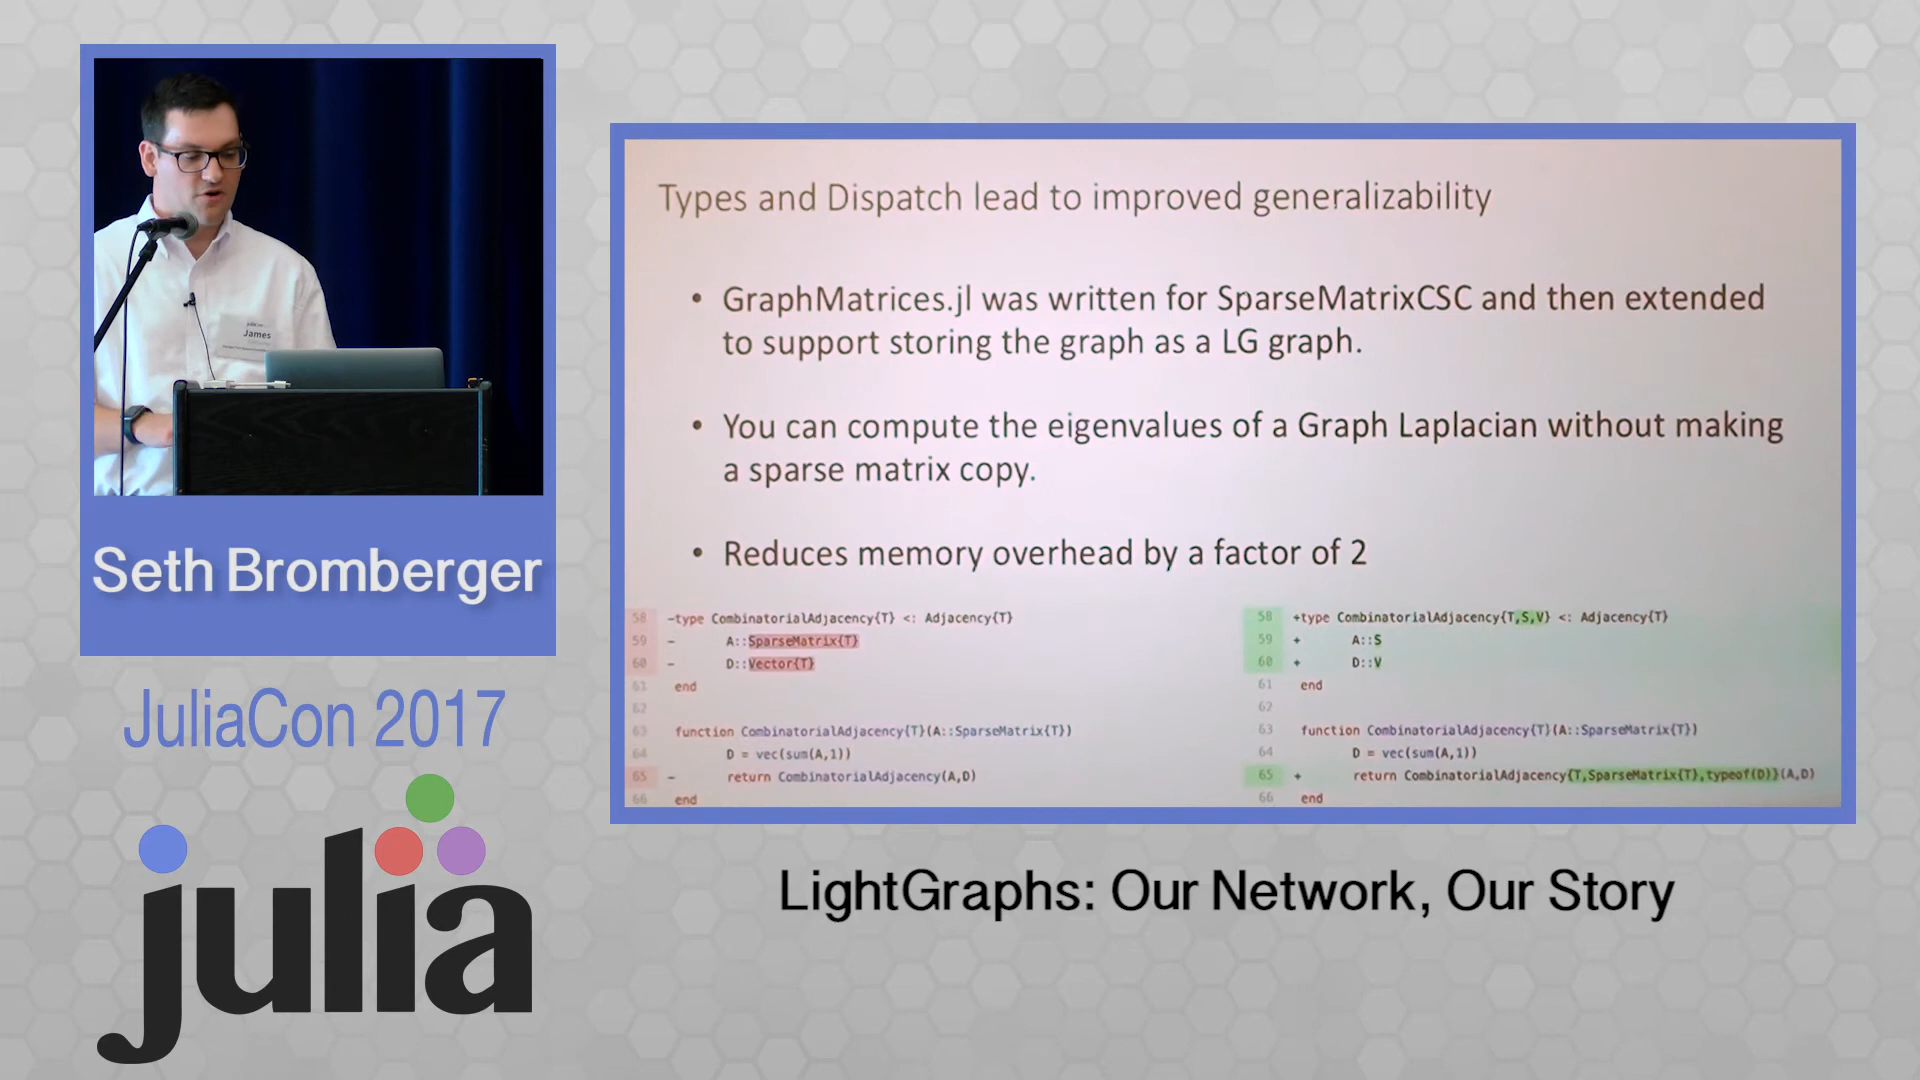 James
Seth Bromberger
JuliaCon 2017
julia
Types and Dispatch lead to improved generalizability
• GraphMatrices.jl was written for SparseMatrixCSC and then extended
to support storing the graph as a LG graph.
• You can compute the eigenvalues of a Graph Laplacian without making
a sparse matrix copy.
• Reduces memory overhead by a factor of 2
58 -type CombinatorialAdjacency{T} <: Adjacency{T}
59 - A::SparseMatrix{T}
60 - D::Vector{T}
61 end
62
63 function CombinatorialAdjacency{T}(A::SparseMatrix{T})
64 D = vec(sum(A,1))
65 - return CombinatorialAdjacency(A,D)
66 end
58 +type CombinatorialAdjacency{T,S,V} <: Adjacency{T}
59 + A::S
60 + D::V
61 end
62
63 function CombinatorialAdjacency{T}(A::SparseMatrix{T})
64 D = vec(sum(A,1))
65 + return CombinatorialAdjacency{T,SparseMatrix{T},typeof(D)}(A,D)
66 end
LightGraphs: Our Network, Our Story